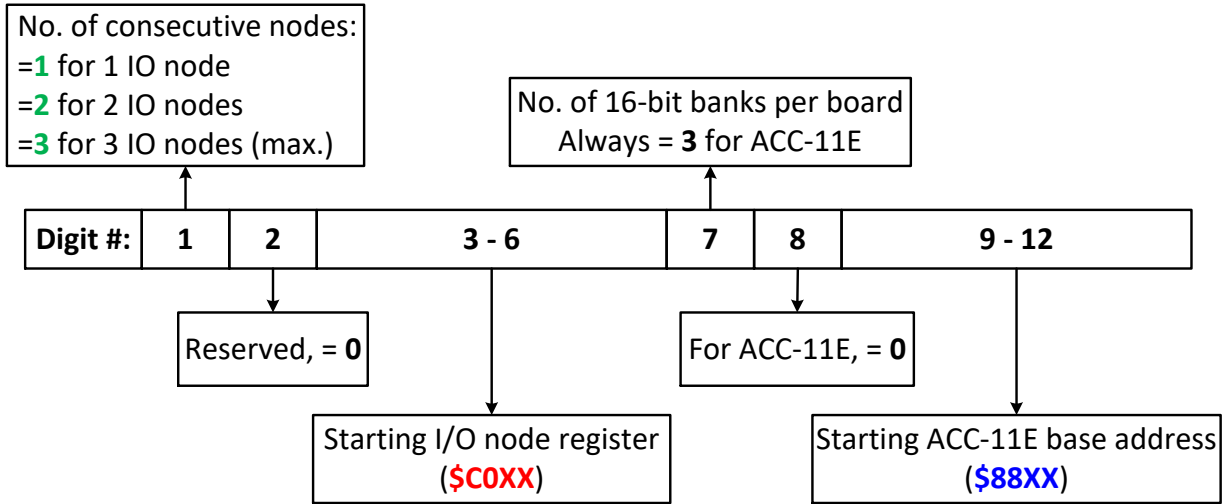 No. of consecutive nodes:
=1 for 1 IO node
=2 for 2 IO nodes
=3 for 3 IO nodes (max.)
No. of 16-bit banks per board
Always = 3 for ACC-11E
Digit #: 1 2 3 - 6 7 8 9 - 12
Reserved, = 0
For ACC-11E, = 0
Starting I/O node register
($C0XX)
Starting ACC-11E base address
($88XX)